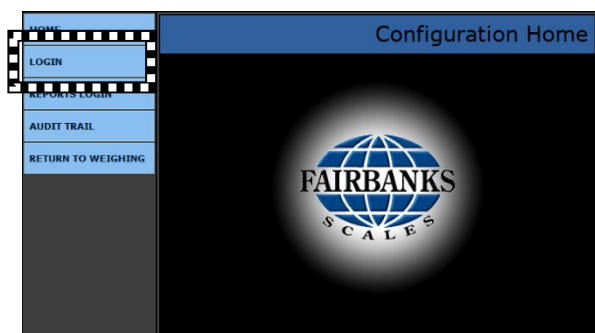 HOME
LOGIN
REPORTS LOGIN
AUDIT TRAIL
RETURN TO WEIGHING
Configuration Home
FAIRBANKS
SCALES